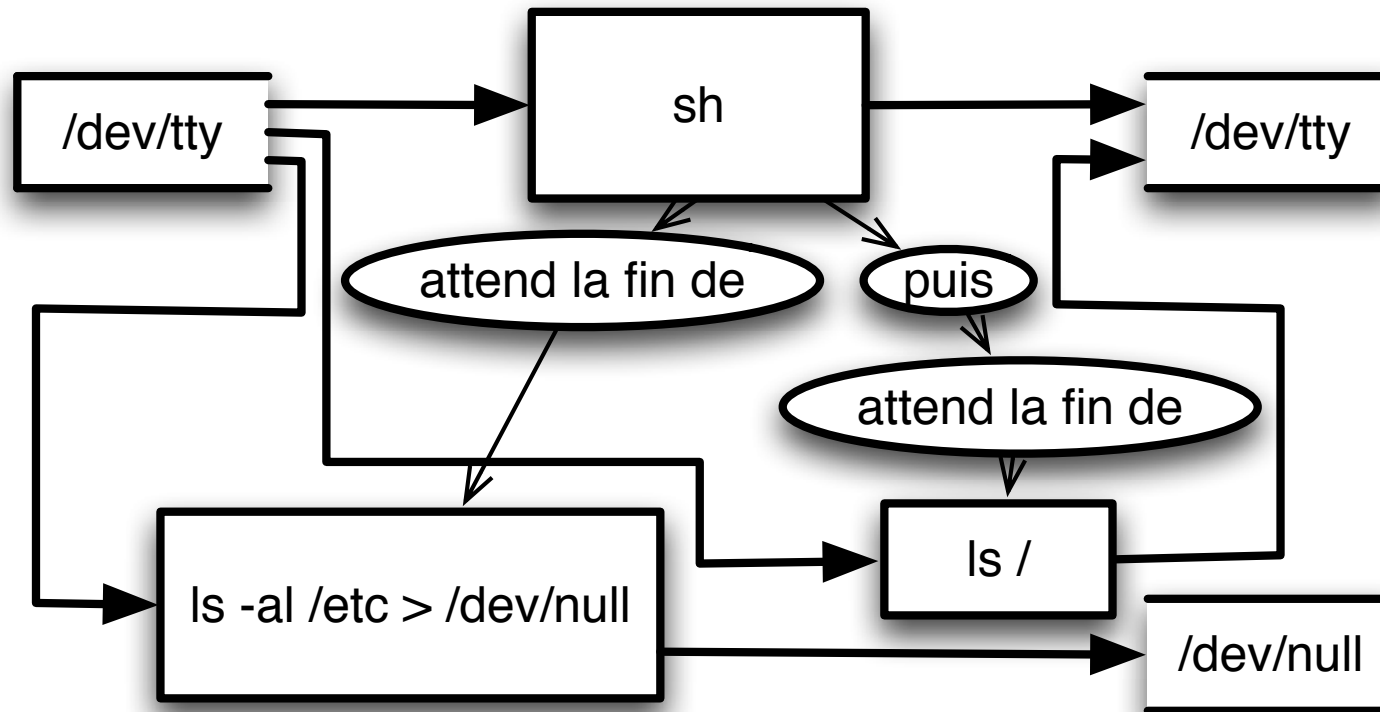 sh
/dev/tty
/dev/tty
attend la fin de
puis
attend la fin de
ls /
ls -al /etc > /dev/null
/dev/null